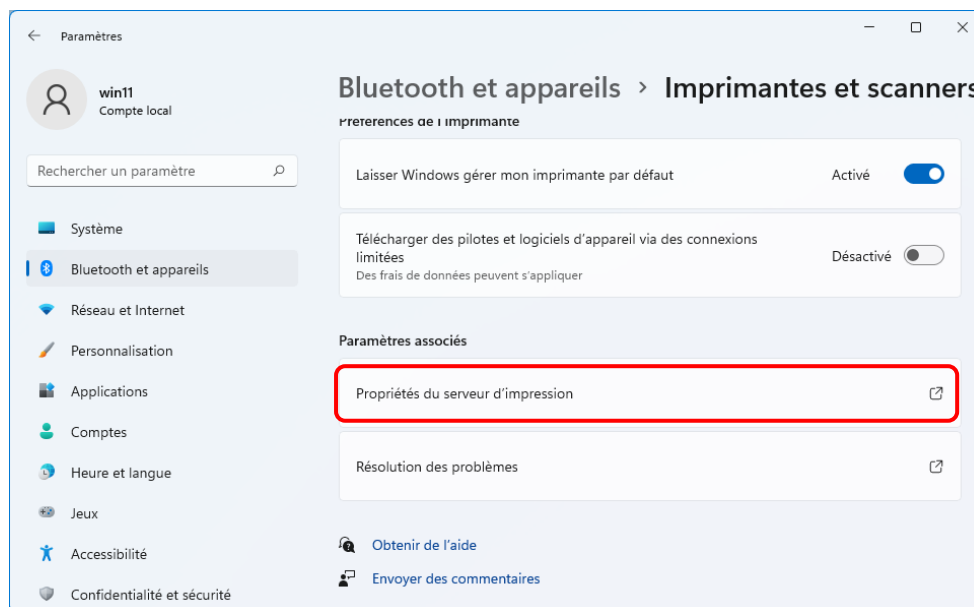 Paramètres
win11
Compte local
Rechercher un paramètre
Système
Bluetooth et appareils
Réseau et Internet
Personnalisation
Applications
Comptes
Heure et langue
Jeux
Accessibilité
Confidentialité et sécurité
Bluetooth et appareils > Imprimantes et scanners
Préférences de l'imprimante
Laisser Windows gérer mon imprimante par défaut
Activé
Télécharger des pilotes et logiciels d'appareil via des connexions
limitées
Des frais de données peuvent s'appliquer
Désactivé
Paramètres associés
Propriétés du serveur d'impression
Résolution des problèmes
Obtenir de l'aide
Envoyer des commentaires